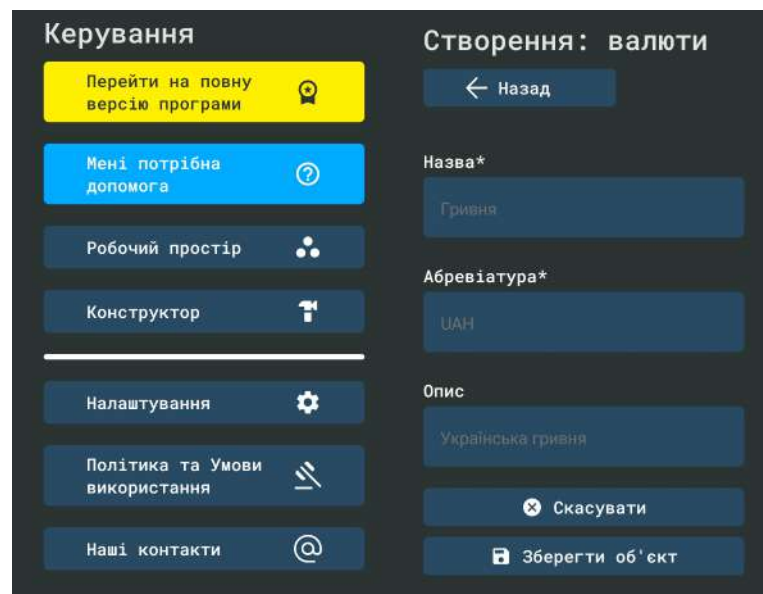 Керування
Перейти на повну
версію програми
Мені потрібна
допомога
Робочий простір
Конструктор
Налаштування
Політика та Умови
використання
Наші контакти
Створення: валюти
Назад
Назва*
Гривня
Абревіатура*
UAH
Опис
Українська гривня
Скасувати
Зберегти об'єкт